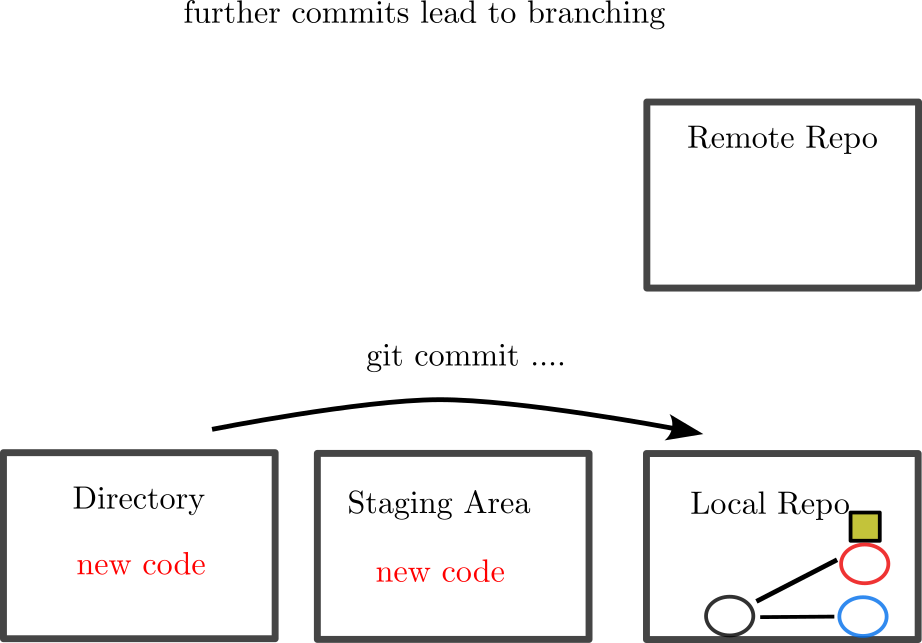 further commits lead to branching
Remote Repo
git commit ....
Directory
new code
Staging Area
new code
Local Repo